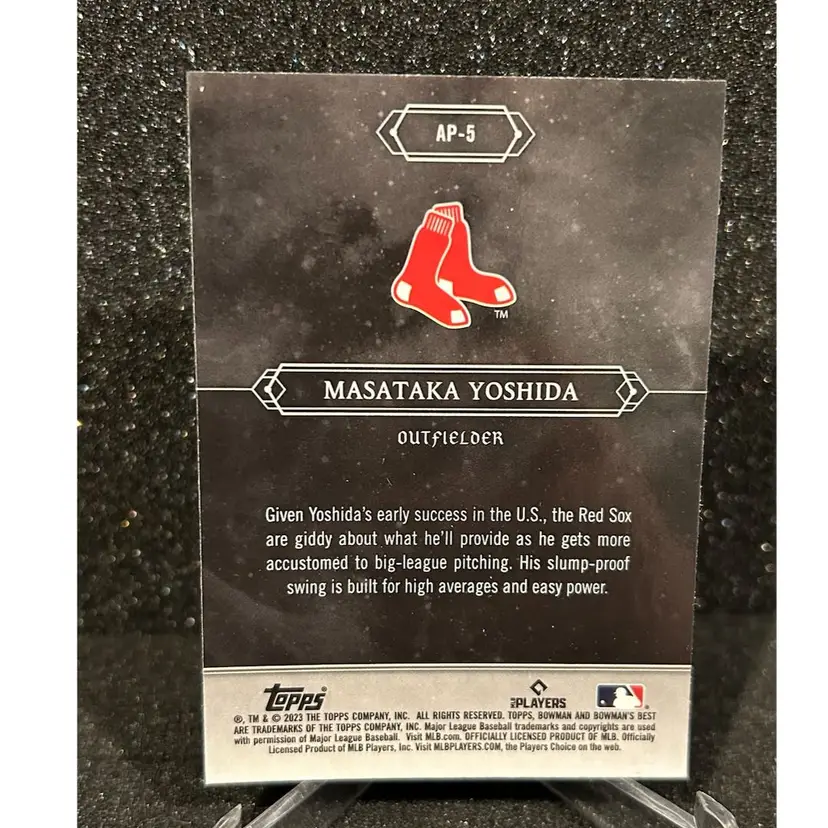 AP-5
TM
MASATAKA YOSHIDA
OUTFIELDER
Given Yoshida's early success in the U.S., the Red Sox
are giddy about what he'll provide as he gets more
accustomed to big-league pitching. His slump-proof
swing is built for high averages and easy power.
topps®
MLB PLAYERS
®, TM & © 2023 THE TOPPS COMPANY, INC. ALL RIGHTS RESERVED. TOPPS, BOWMAN AND BOWMAN'S BEST
ARE TRADEMARKS OF THE TOPPS COMPANY, INC. Major League Baseball trademarks and copyrights are used
with permission of Major League Baseball. Visit MLB.com. OFFICIALLY LICENSED PRODUCT OF MLB. Officially
Licensed Product of MLB Players, Inc. Visit MLBPLAYERS.COM, the Players Choice on the web.